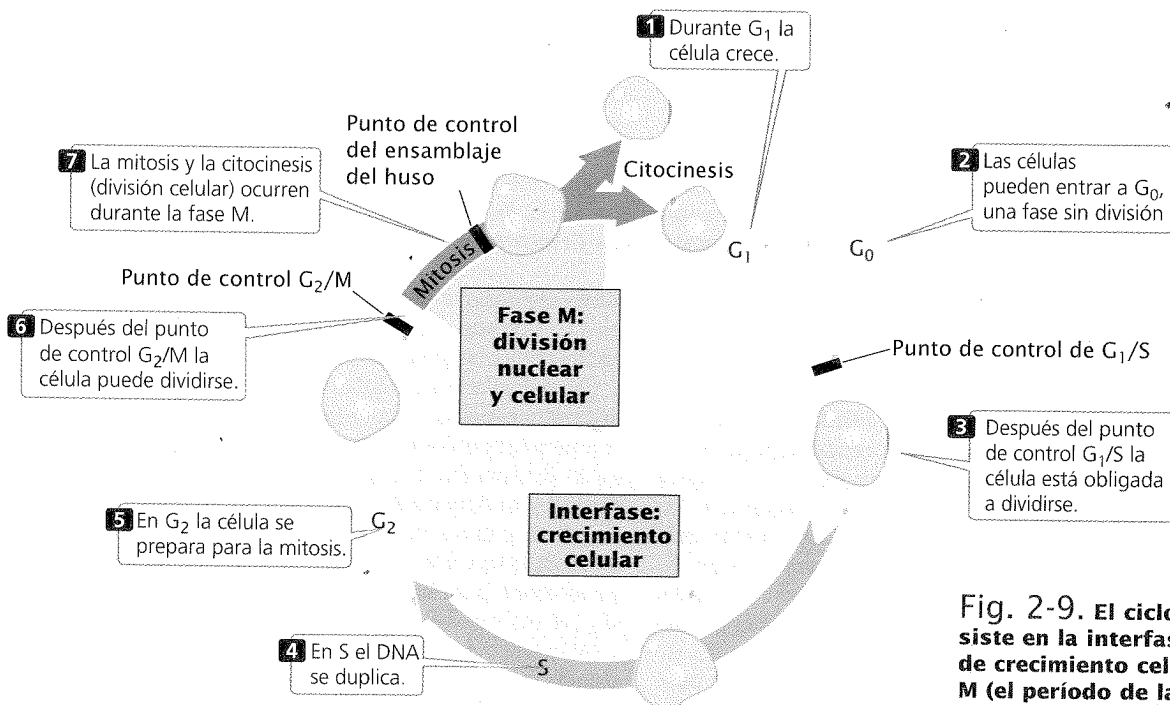 1 Durante G₁ la
célula crece.
Punto de control
del ensamblaje
del huso
Citocinesis
7 La mitosis y la citocinesis
(división celular) ocurren
durante la fase M.
2 Las células
pueden entrar a G₀,
una fase sin división
G₁
G₀
Mitosis
Punto de control G₂/M
Fase M:
división
nuclear
y celular
6 Después del punto
de control G₂/M la
célula puede dividirse.
Punto de control de G₁/S
3 Después del punto
de control G₁/S la
célula está obligada
a dividirse.
Interfase:
crecimiento
celular
5 En G₂ la célula se
prepara para la mitosis.
G₂
4 En S el DNA
se duplica.
S
Fig. 2-9. El ciclo
siste en la interfas
de crecimiento cel
M (el período de la